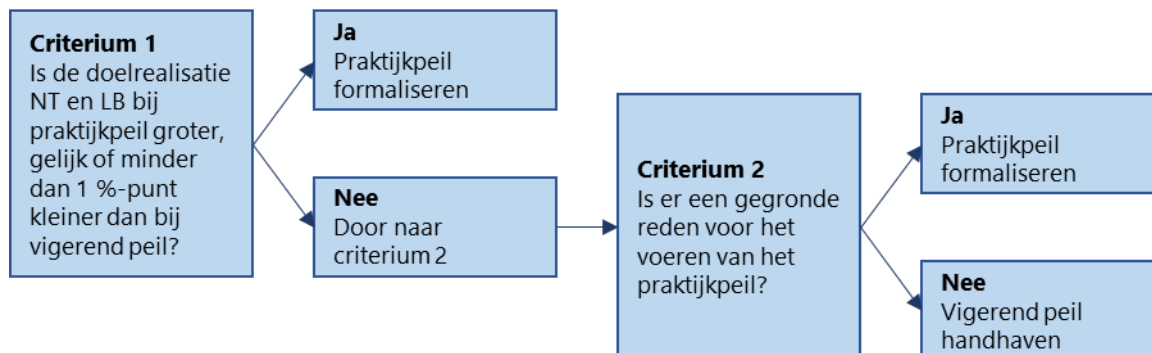 Criterium 1
Is de doelrealisatie
NT en LB bij
praktijkpeil groter,
gelijk of minder
dan 1 %-punt
kleiner dan bij
vigerend peil?
Ja
Praktijkpeil
formaliseren
Nee
Door naar
criterium 2
Criterium 2
Is er een gegronde
reden voor het
voeren van het
praktijkpeil?
Ja
Praktijkpeil
formaliseren
Nee
Vigerend peil
handhaven